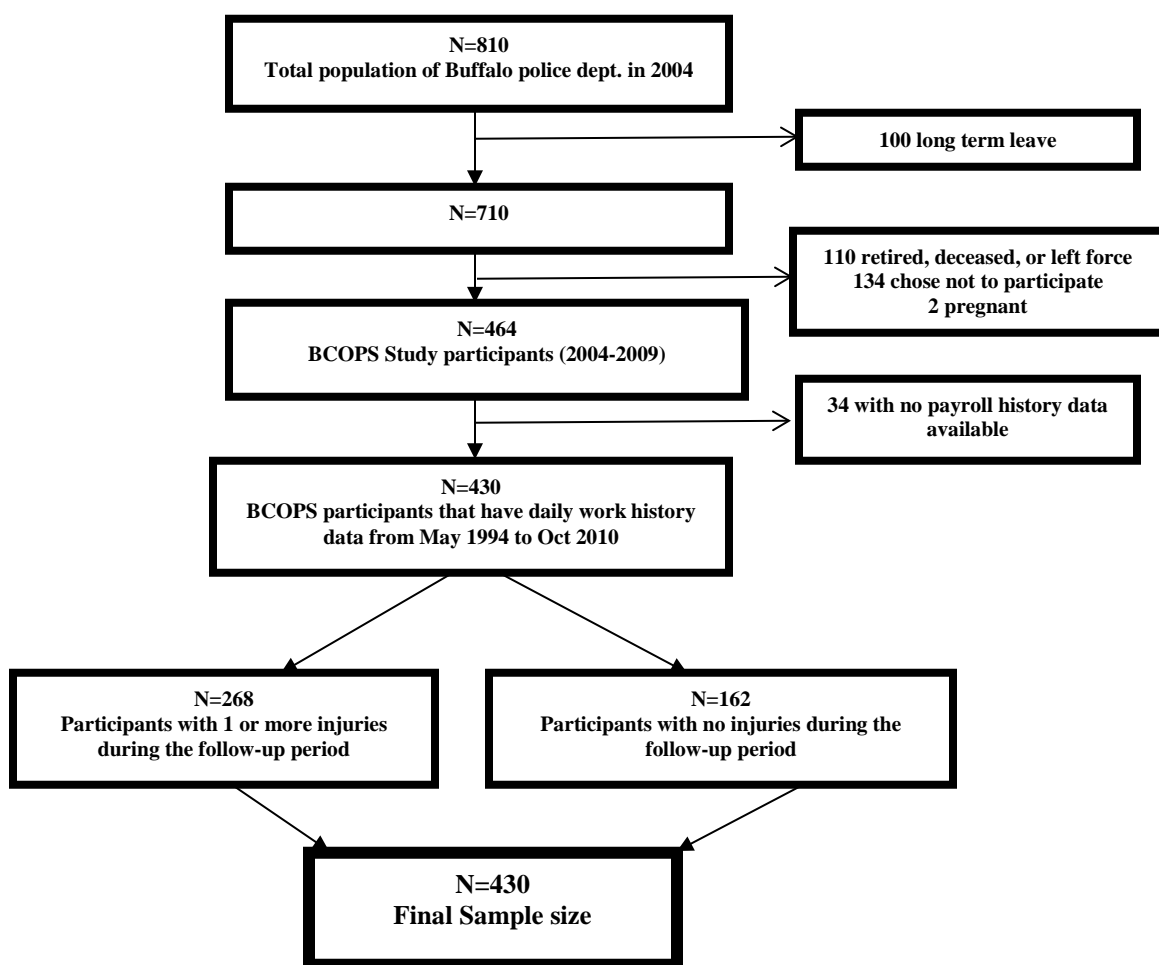 N=810
Total population of Buffalo police dept. in 2004
100 long term leave
N=710
110 retired, deceased, or left force
134 chose not to participate
2 pregnant
N=464
BCOPS Study participants (2004-2009)
34 with no payroll history data
available
N=430
BCOPS participants that have daily work history
data from May 1994 to Oct 2010
N=268
Participants with 1 or more injuries
during the follow-up period
N=162
Participants with no injuries during the
follow-up period
N=430
Final Sample size